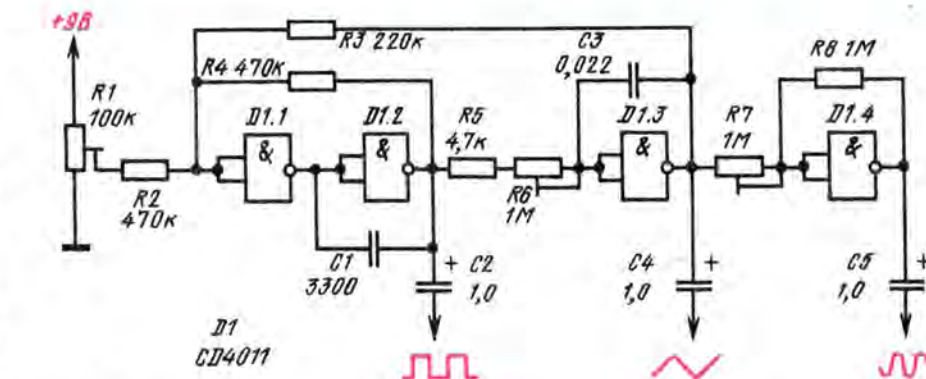 +9В
R1
100к
R2
470к
R3 220к
R4 470к
D1.1
&
D1.2
&
C1
3300
+ C2
1,0
R5
4,7к
R6
1М
C3
0,022
D1.3
&
C4 +
1,0
R7
1М
R8 1М
D1.4
&
C5 +
1,0
D1
CD4011